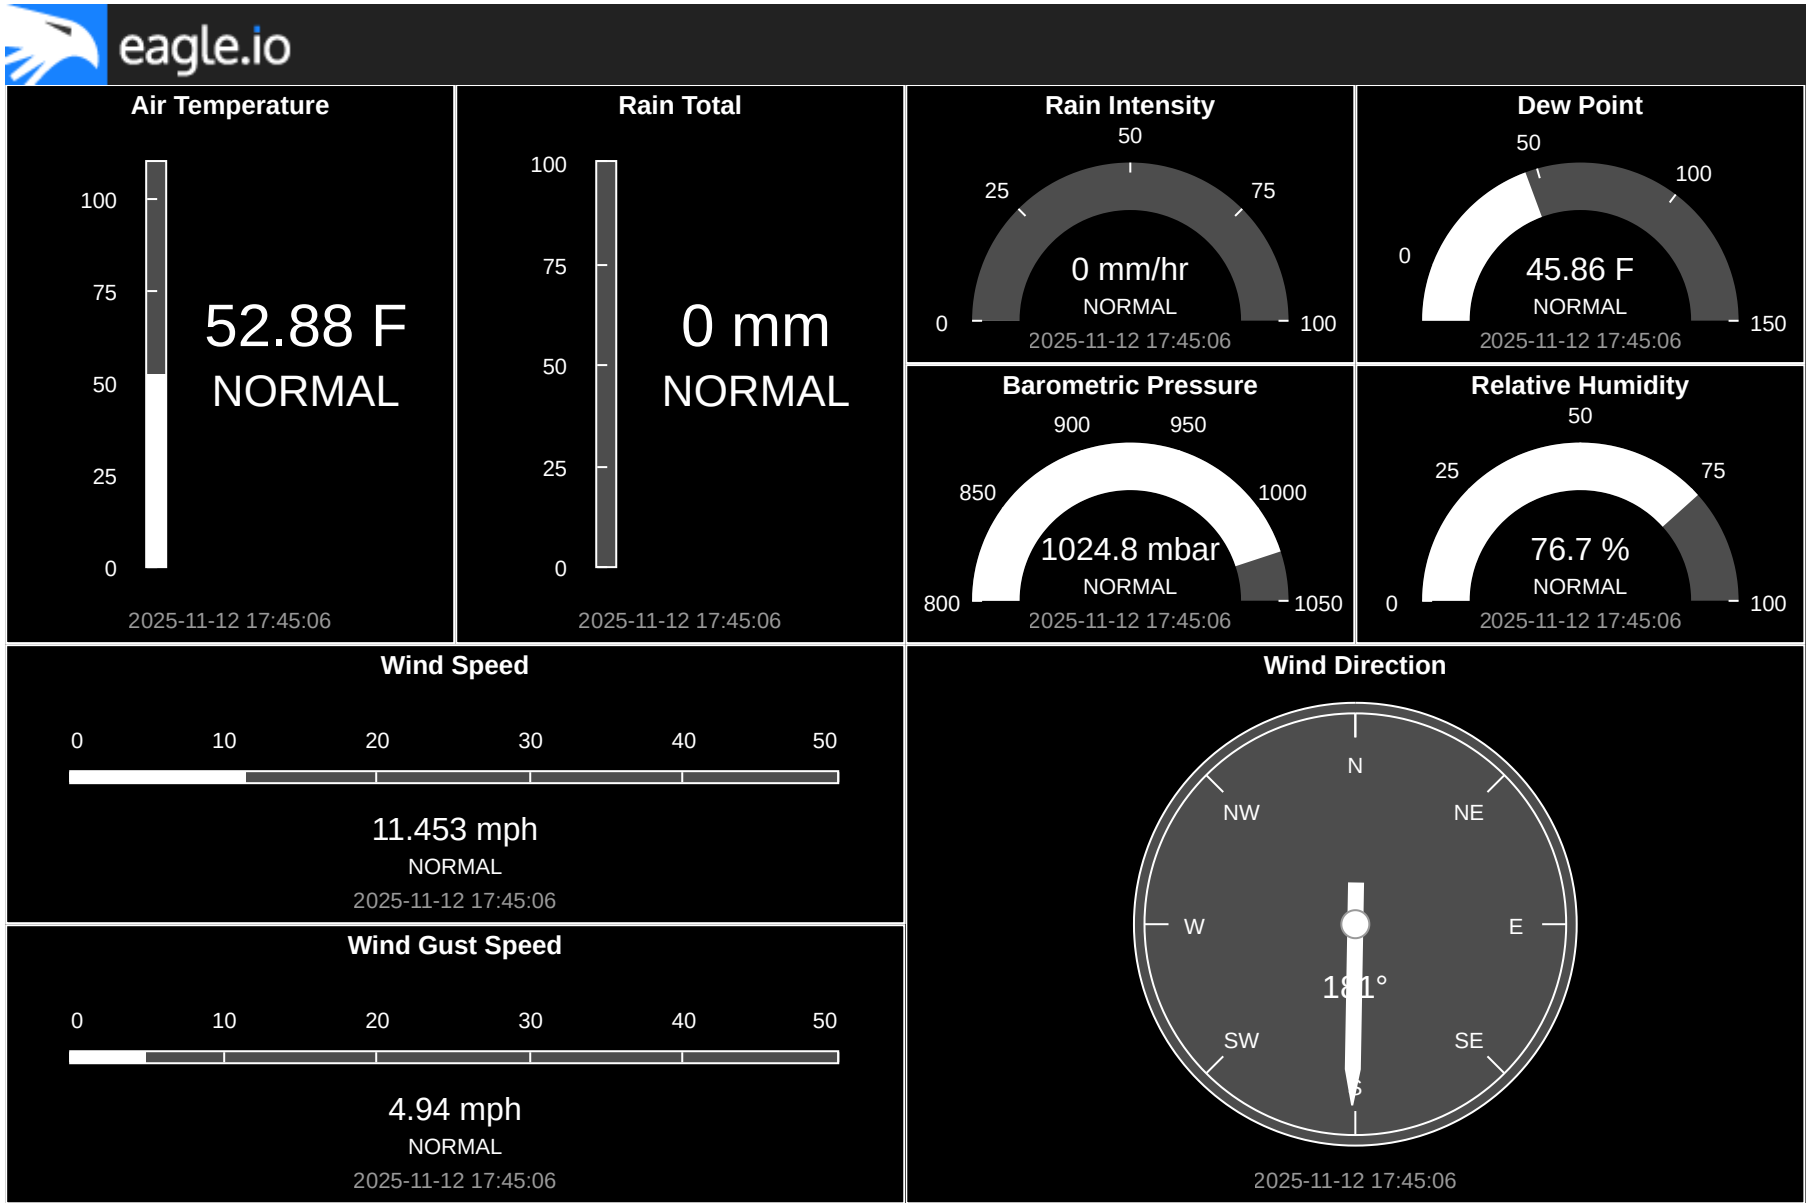 eagle.io
Air Temperature
100
75
50
25
0
52.88 F
NORMAL
2025-11-12 17:45:06
Rain Total
100
75
50
25
0
0 mm
NORMAL
2025-11-12 17:45:06
Rain Intensity
50
25
75
0
100
0 mm/hr
NORMAL
2025-11-12 17:45:06
Dew Point
50
100
0
150
45.86 F
NORMAL
2025-11-12 17:45:06
Barometric Pressure
900
950
850
1000
800
1050
1024.8 mbar
NORMAL
2025-11-12 17:45:06
Relative Humidity
50
25
75
0
100
76.7 %
NORMAL
2025-11-12 17:45:06
Wind Speed
0 10 20 30 40 50
11.453 mph
NORMAL
2025-11-12 17:45:06
Wind Gust Speed
0 10 20 30 40 50
4.94 mph
NORMAL
2025-11-12 17:45:06
Wind Direction
N
NW
NE
W
E
181°
SW
SE
S
2025-11-12 17:45:06